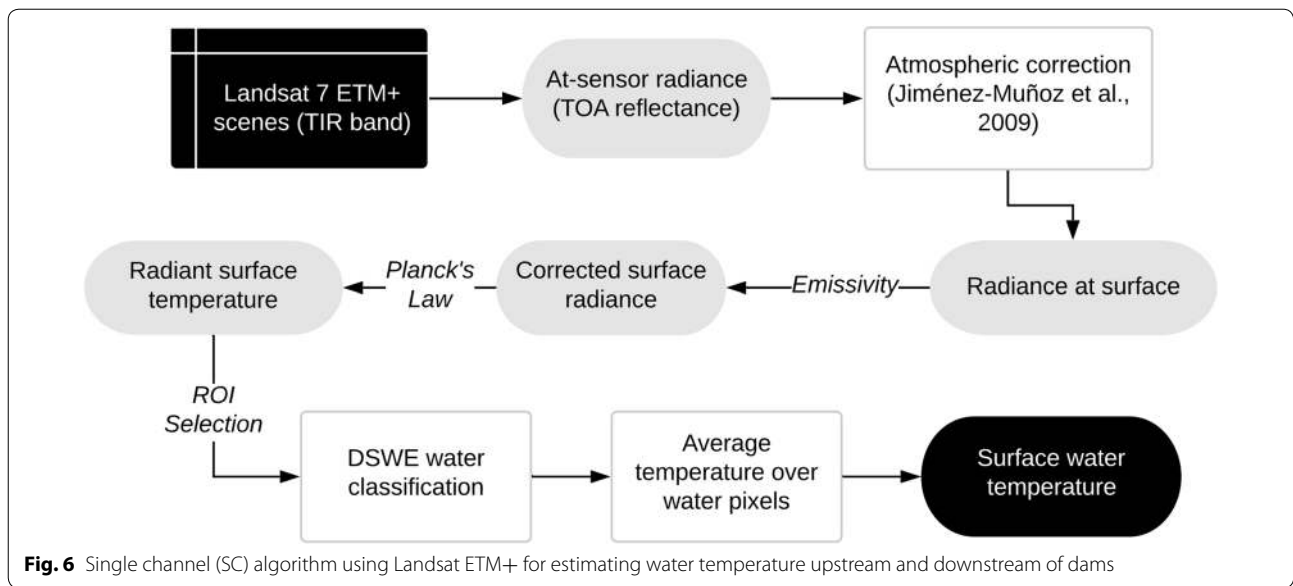 Landsat 7 ETM+
scenes (TIR band)
At-sensor radiance
(TOA reflectance)
Atmospheric correction
(Jiménez-Muñoz et al.,
2009)
Radiant surface
temperature
Planck's
Law
Corrected surface
radiance
Emissivity
Radiance at surface
ROI
Selection
DSWE water
classification
Average
temperature over
water pixels
Surface water
temperature
Fig. 6 Single channel (SC) algorithm using Landsat ETM+ for estimating water temperature upstream and downstream of dams